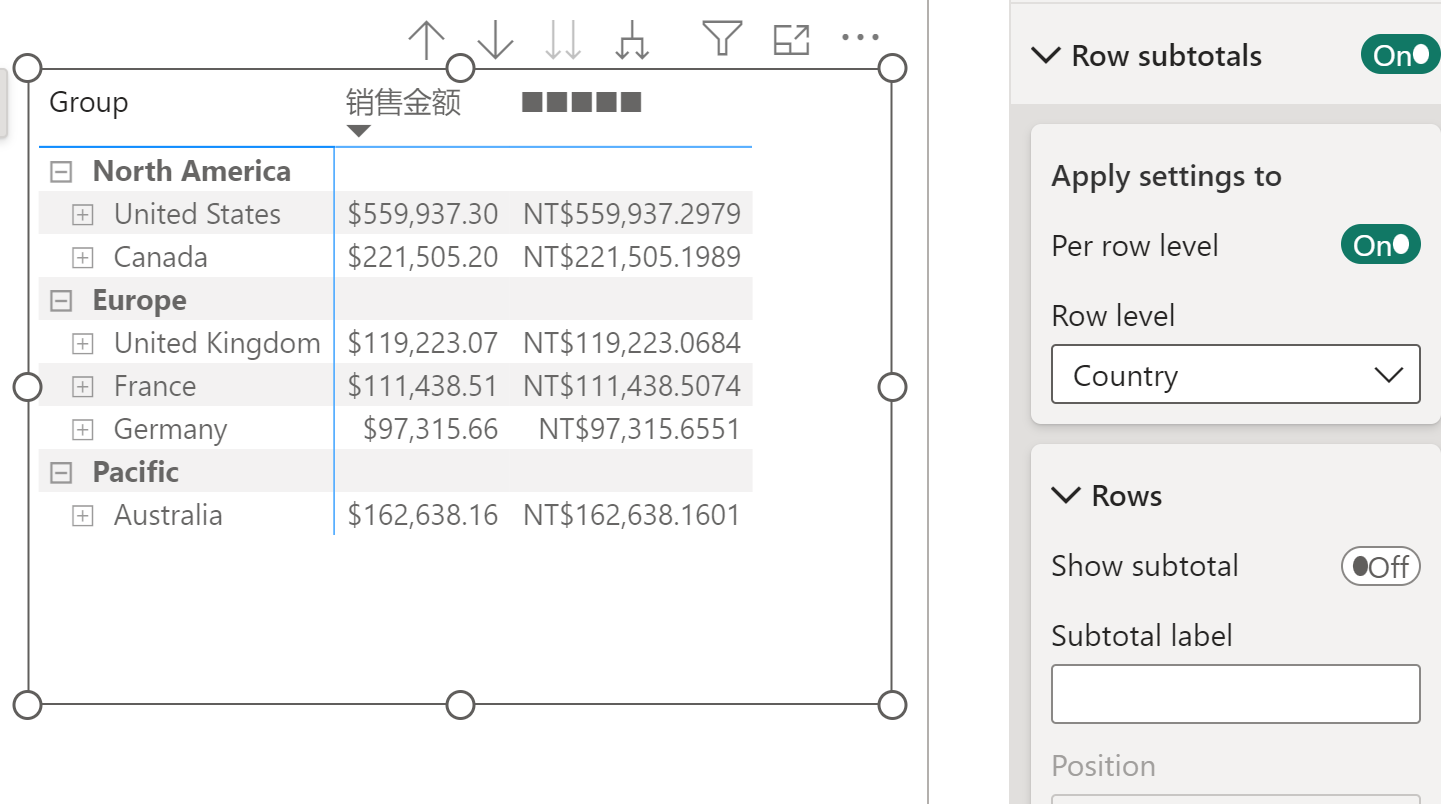 Group 销售金额 ■■■■■
North America
United States $559,937.30 NT$559,937.2979
Canada $221,505.20 NT$221,505.1989
Europe
United Kingdom $119,223.07 NT$119,223.0684
France $111,438.51 NT$111,438.5074
Germany $97,315.66 NT$97,315.6551
Pacific
Australia $162,638.16 NT$162,638.1601
Row subtotals On
Apply settings to
Per row level On
Row level
Country
Rows
Show subtotal Off
Subtotal label
Position